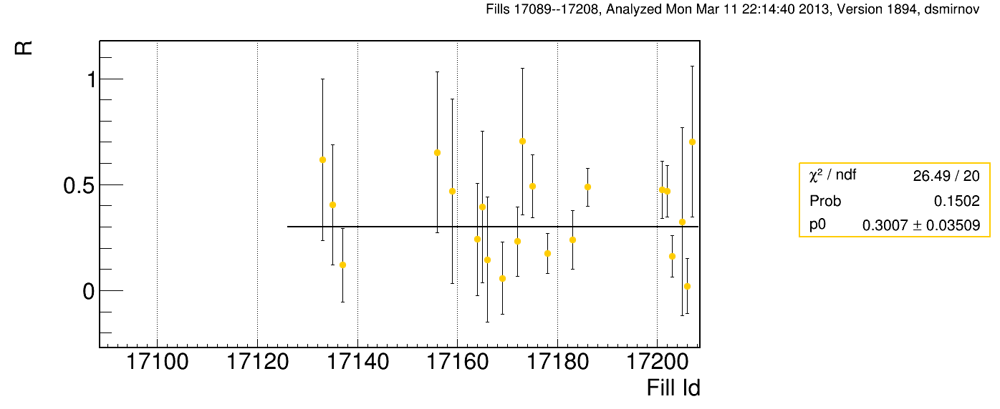 Fills 17089--17208, Analyzed Mon Mar 11 22:14:40 2013, Version 1894, dsmirnov
R
1
0.5
0
17100 17120 17140 17160 17180 17200
Fill Id
χ² / ndf 26.49 / 20
Prob 0.1502
p0 0.3007 ± 0.03509